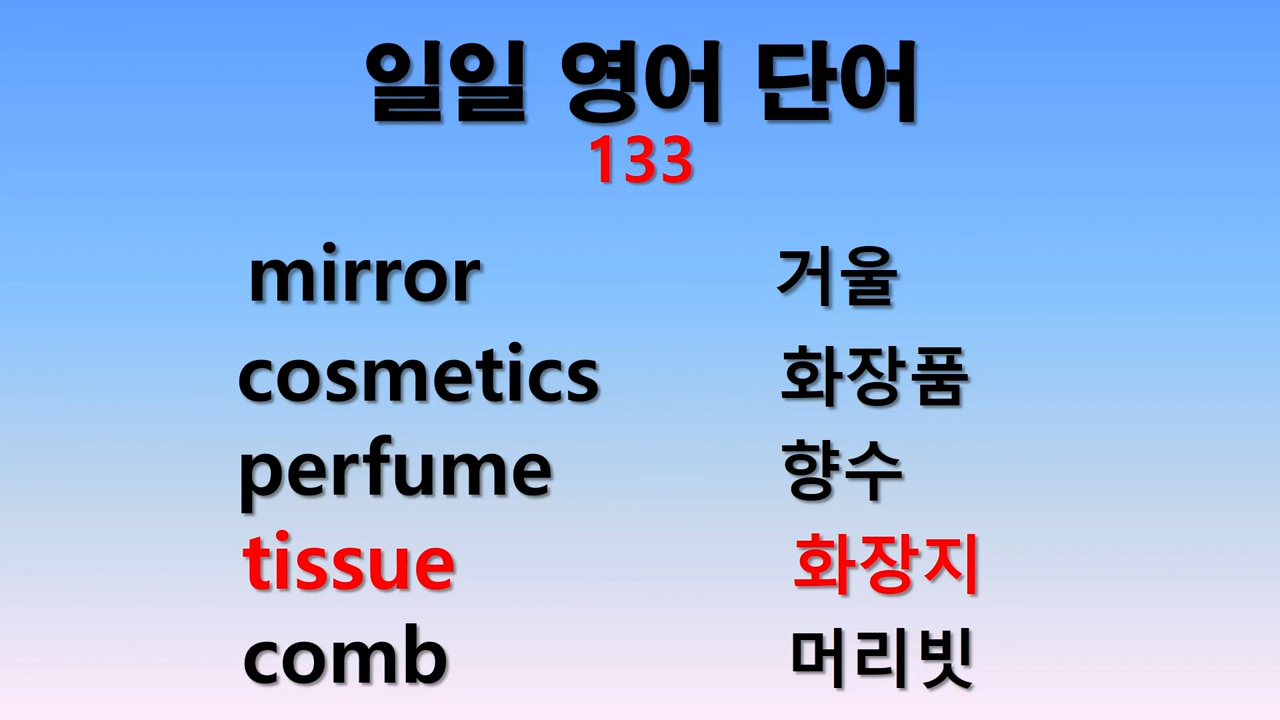 일일 영어 단어
133
mirror 거울
cosmetics 화장품
perfume 향수
tissue 화장지
comb 머리빗